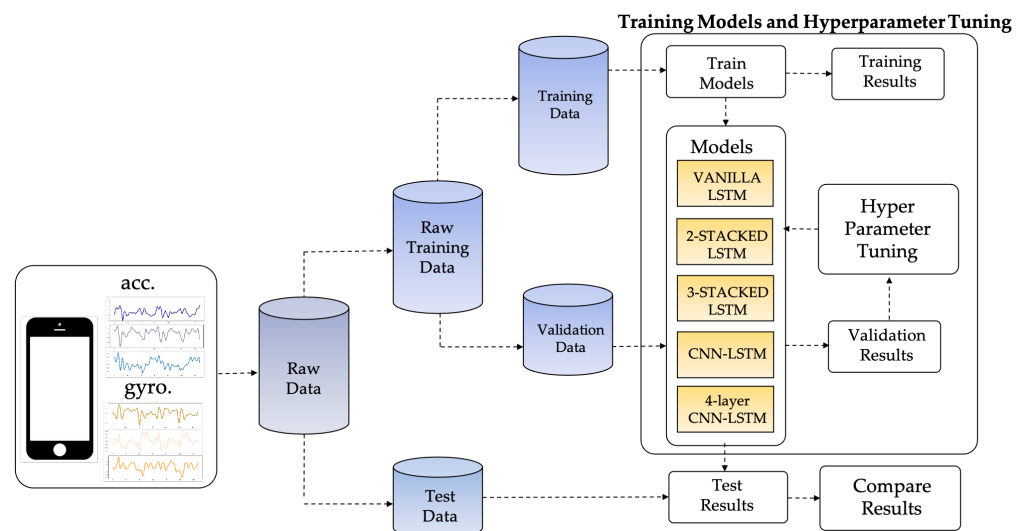 Training Models and Hyperparameter Tuning
Train
Models
Training
Results
Training
Data
Models
VANILLA
LSTM
2-STACKED
LSTM
3-STACKED
LSTM
CNN-LSTM
4-layer
CNN-LSTM
Hyper
Parameter
Tuning
Validation
Results
Raw
Training
Data
Validation
Data
acc.
gyro.
Raw
Data
Test
Data
Test
Results
Compare
Results